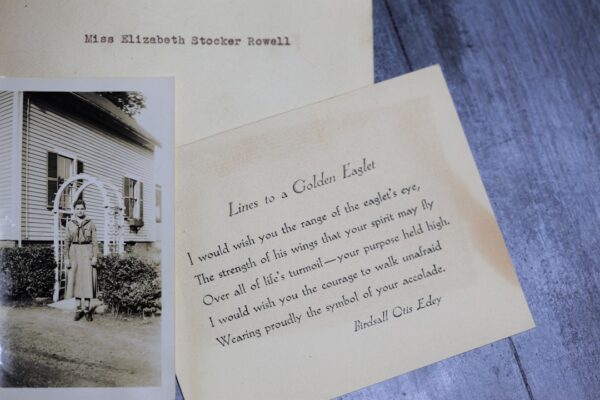 Miss Elizabeth Stocker Rowell
Lines to a Golden Eaglet
I would wish you the range of the eaglet's eye,
The strength of his wings that your spirit may fly
Over all of life's turmoil—your purpose held high.
I would wish you the courage to walk unafraid
Wearing proudly the symbol of your accolade.
Birdsall Otis Edey